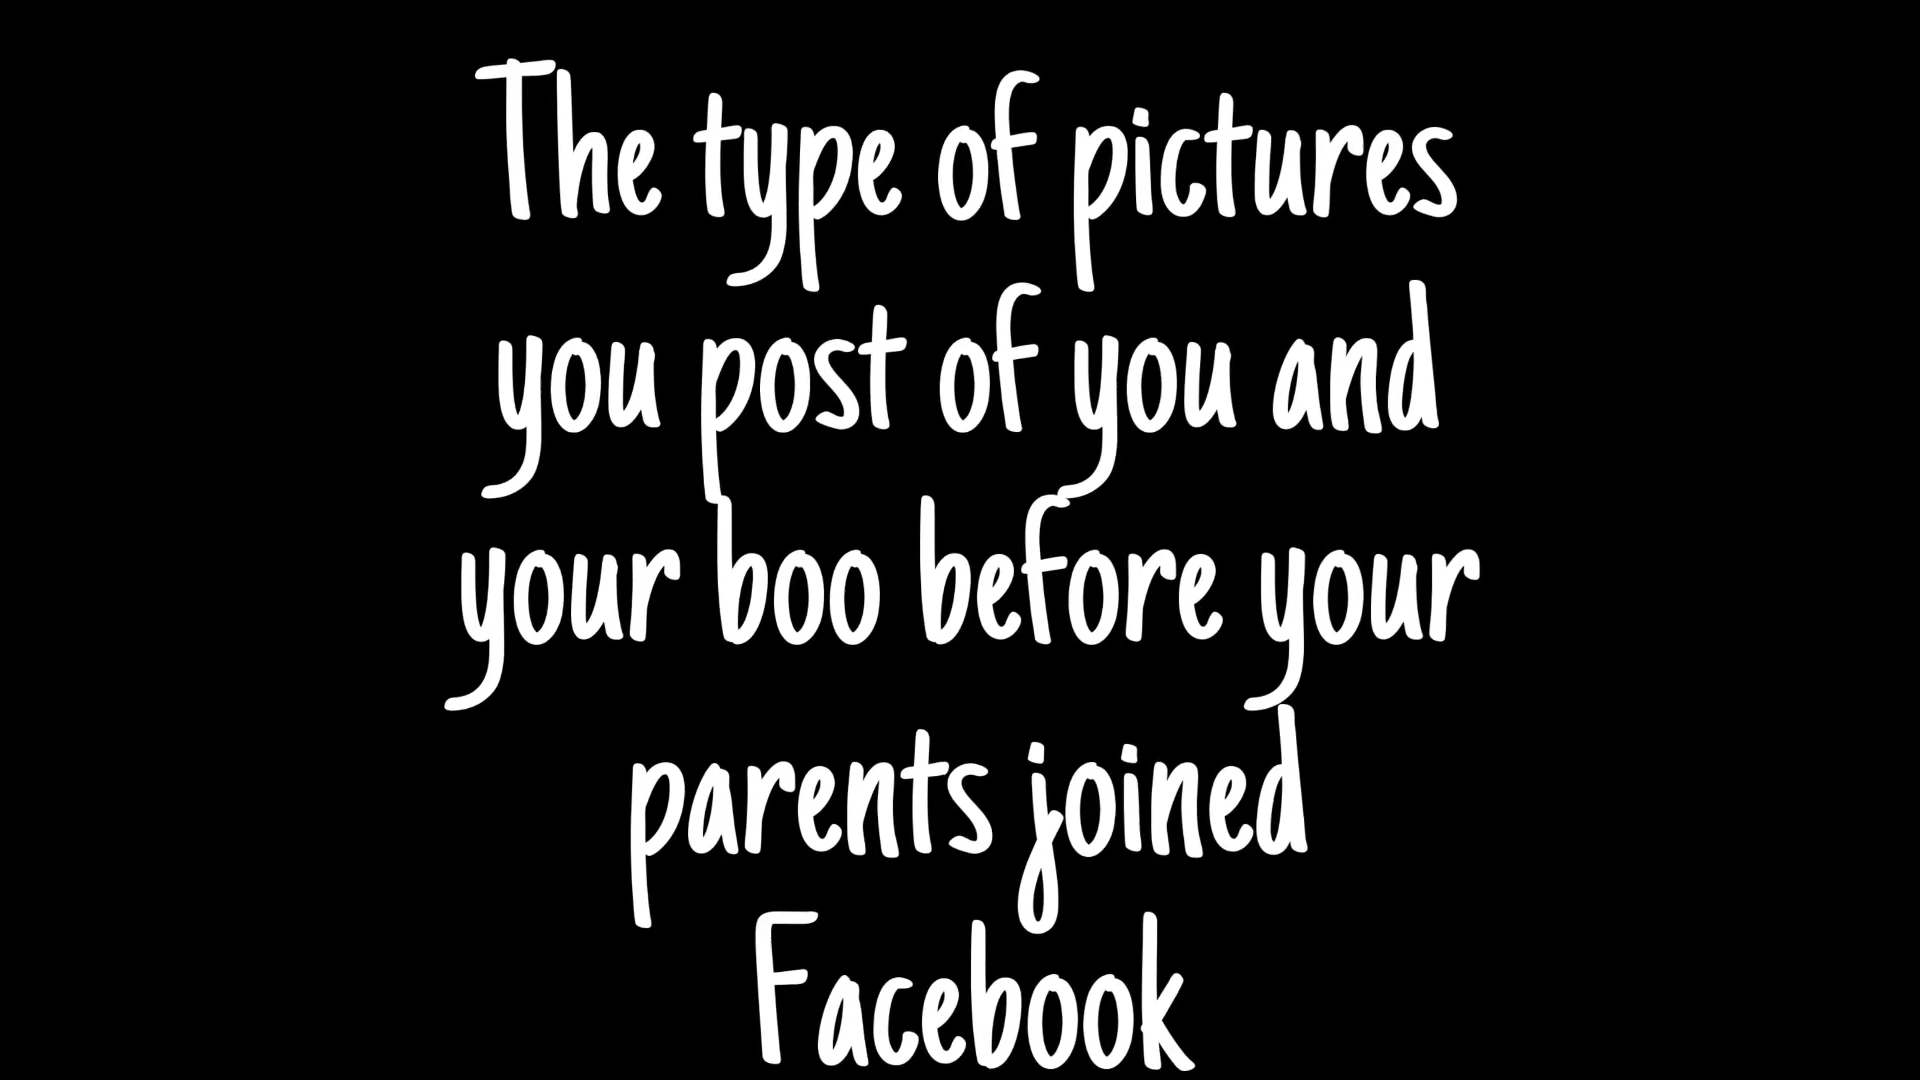 The type of pictures
you post of you and
your boo before your
parents joined
Facebook